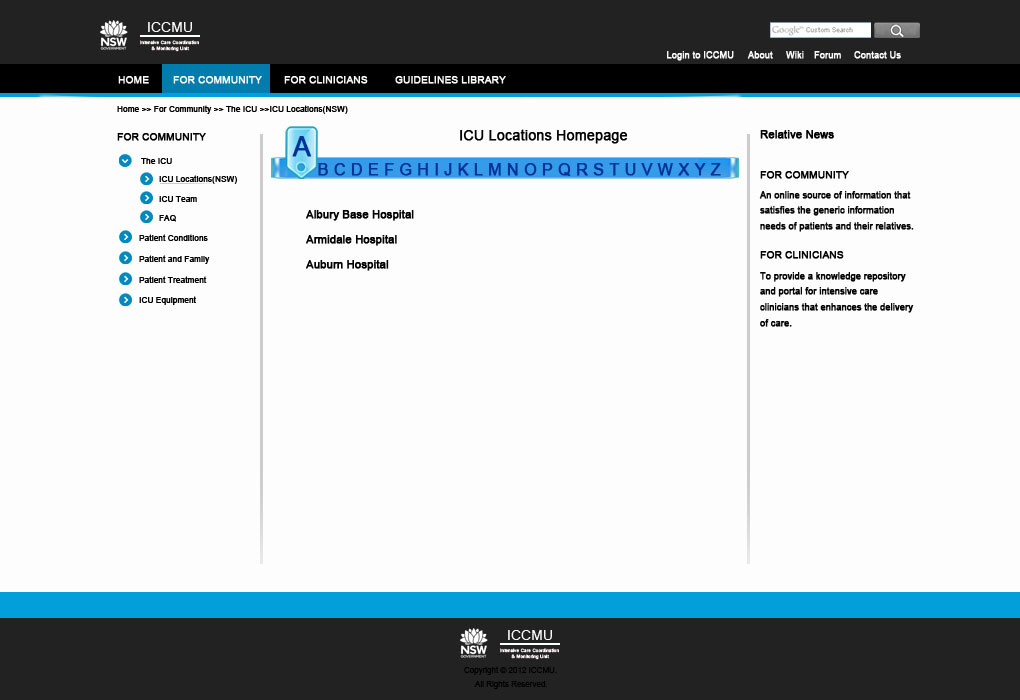 NSW
GOVERNMENT
ICCMU
Intensive Care Coordination
& Monitoring Unit
Google™ Custom Search
Login to ICCMU About Wiki Forum Contact Us
HOME FOR COMMUNITY FOR CLINICIANS GUIDELINES LIBRARY
Home >> For Community >> The ICU >>ICU Locations(NSW)
FOR COMMUNITY
The ICU
ICU Locations(NSW)
ICU Team
FAQ
Patient Conditions
Patient and Family
Patient Treatment
ICU Equipment
ICU Locations Homepage
A B C D E F G H I J K L M N O P Q R S T U V W X Y Z
Albury Base Hospital
Armidale Hospital
Auburn Hospital
Relative News
FOR COMMUNITY
An online source of information that
satisfies the generic information
needs of patients and their relatives.
FOR CLINICIANS
To provide a knowledge repository
and portal for intensive care
clinicians that enhances the delivery
of care.
NSW
GOVERNMENT
ICCMU
Intensive Care Coordination
& Monitoring Unit
Copyright © 2012 ICCMU.
All Rights Reserved.